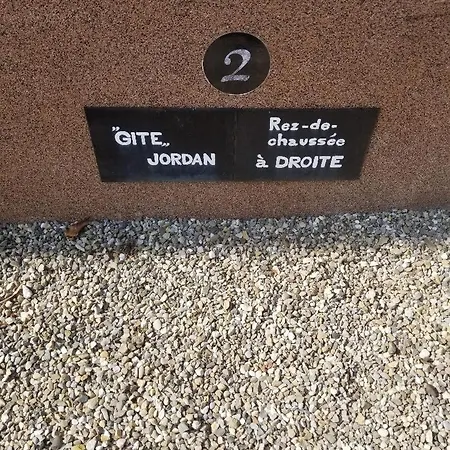 2
"GITE„
JORDAN
Rez-de-
chaussée
à DROITE